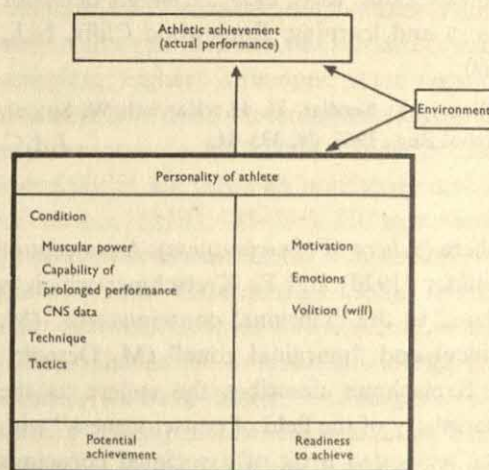 Athletic achievement
(actual performance)
Environment
Personality of athlete
Condition
Muscular power
Capability of
prolonged performance
CNS data
Technique
Tactics
Motivation
Emotions
Volition (will)
Potential
achievement
Readiness
to achieve